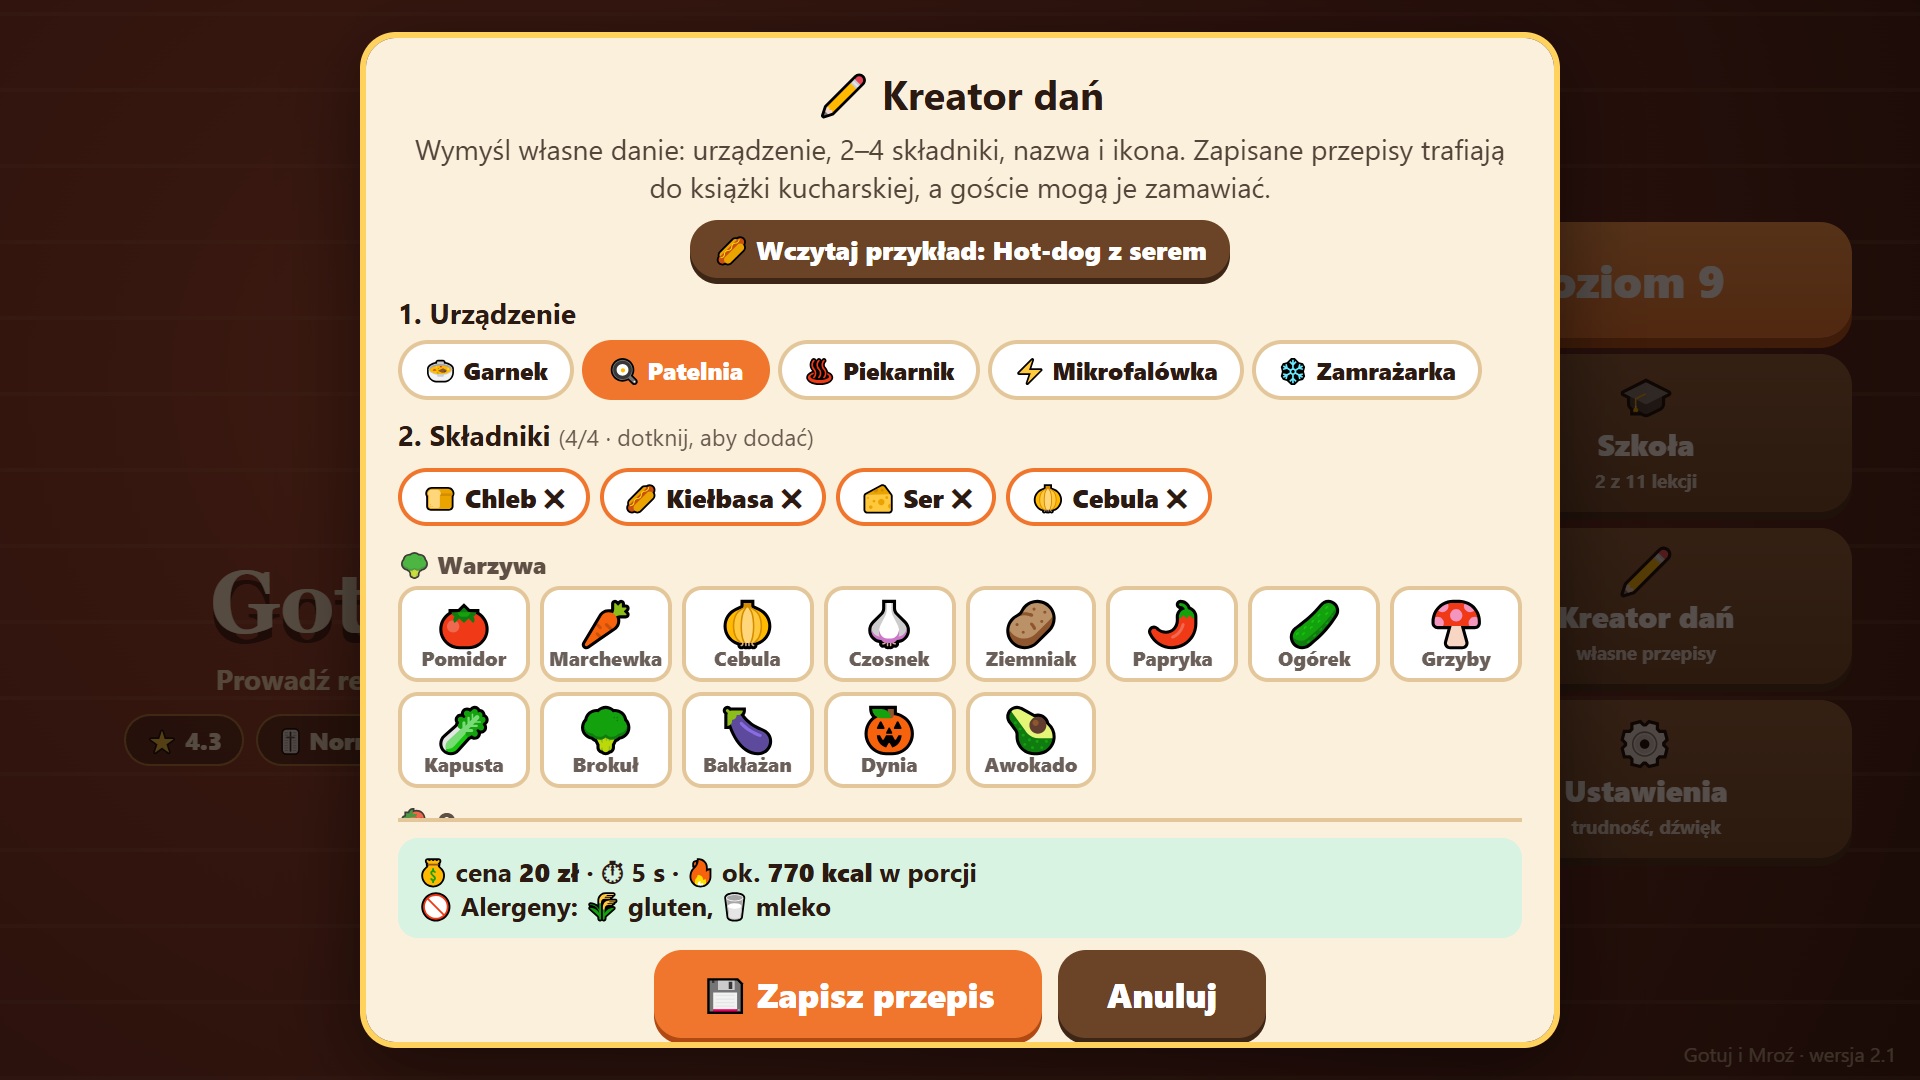 Kreator dań
Wymyśl własne danie: urządzenie, 2–4 składniki, nazwa i ikona. Zapisane przepisy trafiają
do książki kucharskiej, a goście mogą je zamawiać.
Wczytaj przykład: Hot-dog z serem
1. Urządzenie
Garnek Patelnia Piekarnik Mikrofalówka Zamrażarka
2. Składniki (4/4 · dotknij, aby dodać)
Chleb ✕ Kiełbasa ✕ Ser ✕ Cebula ✕
Warzywa
Pomidor Marchewka Cebula Czosnek Ziemniak Papryka Ogórek Grzyby
Kapusta Brokuł Bakłażan Dynia Awokado
cena 20 zł · 5 s · ok. 770 kcal w porcji
Alergeny: gluten, mleko
Zapisz przepis Anuluj
Got
Prowadź re
4.3
Norm
oziom 9
Szkoła
2 z 11 lekcji
Kreator dań
własne przepisy
Ustawienia
trudność, dźwięk
Gotuj i Mroź · wersja 2.1